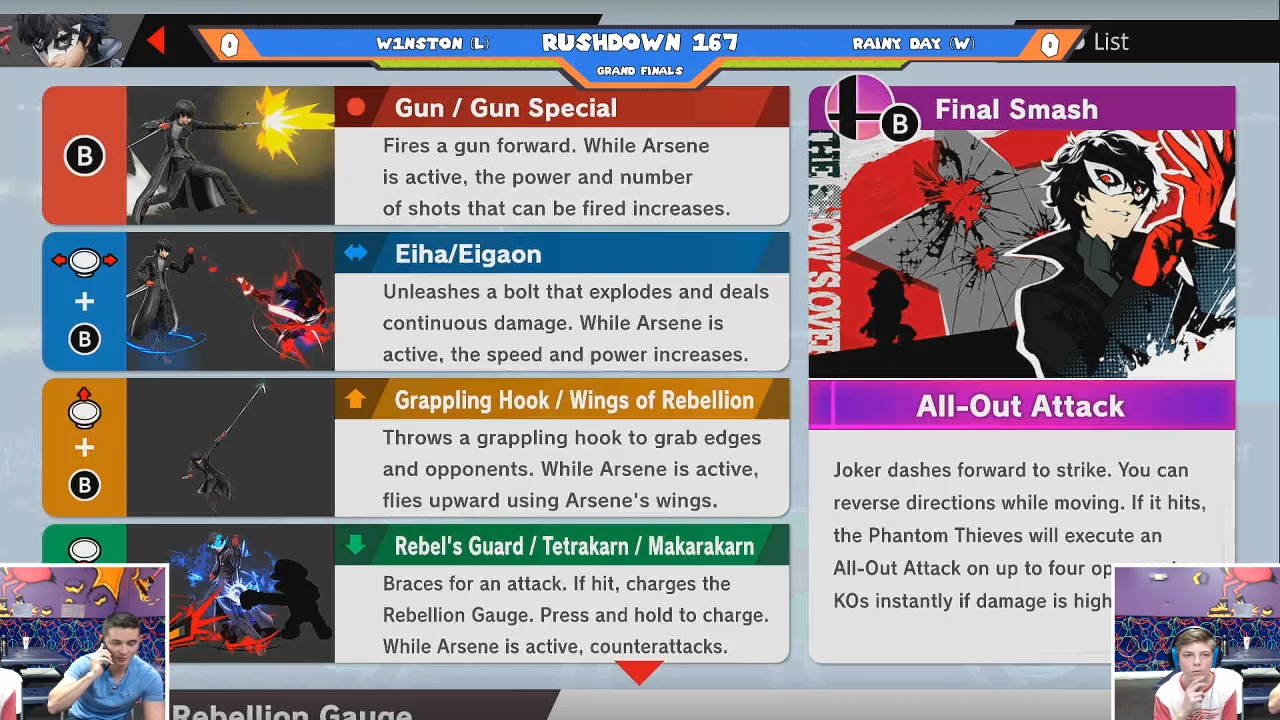 0
W1NSTON (L)
RUSHDOWN 167
RAINY DAY (W)
0
List
GRAND FINALS
B
Gun / Gun Special
Fires a gun forward. While Arsene
is active, the power and number
of shots that can be fired increases.
+
B
Eiha/Eigaon
Unleashes a bolt that explodes and deals
continuous damage. While Arsene is
active, the speed and power increases.
+
B
Grappling Hook / Wings of Rebellion
Throws a grappling hook to grab edges
and opponents. While Arsene is active,
flies upward using Arsene's wings.
Rebel's Guard / Tetrakarn / Makarakarn
Braces for an attack. If hit, charges the
Rebellion Gauge. Press and hold to charge.
While Arsene is active, counterattacks.
B
Final Smash
THE SHOW'S OVER
All-Out Attack
Joker dashes forward to strike. You can
reverse directions while moving. If it hits,
the Phantom Thieves will execute an
All-Out Attack on up to four op
KOs instantly if damage is high
Rebellion Gauge